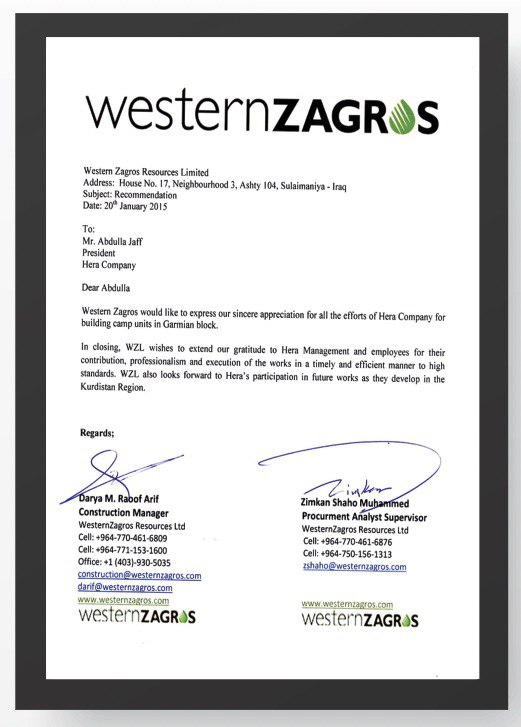 westernZAGROS
Western Zagros Resources Limited
Address: House No. 17, Neighbourhood 3, Ashty 104, Sulaimaniya - Iraq
Subject: Recommendation
Date: 20th January 2015
To:
Mr. Abdulla Jaff
President
Hera Company
Dear Abdulla
Western Zagros would like to express our sincere appreciation for all the efforts of Hera Company for
building camp units in Garmian block.
In closing, WZL wishes to extend our gratitude to Hera Management and employees for their
contribution, professionalism and execution of the works in a timely and efficient manner to high
standards. WZL also looks forward to Hera's participation in future works as they develop in the
Kurdistan Region.
Regards;
Darya M. Raoof Arif
Construction Manager
WesternZagros Resources Ltd
Cell: +964-770-461-6809
Cell: +964-771-153-1600
Office: +1 (403)-930-5035
construction@westernzagros.com
darif@westernzagros.com
www.westernzagros.com
westernZAGROS
Zimkan
Zimkan Shaho Muhammed
Procurment Analyst Supervisor
WesternZagros Resources Ltd
Cell: +964-770-461-6876
Cell: +964-750-156-1313
zshaho@westernzagros.com
www.westernzagros.com
westernZAGROS